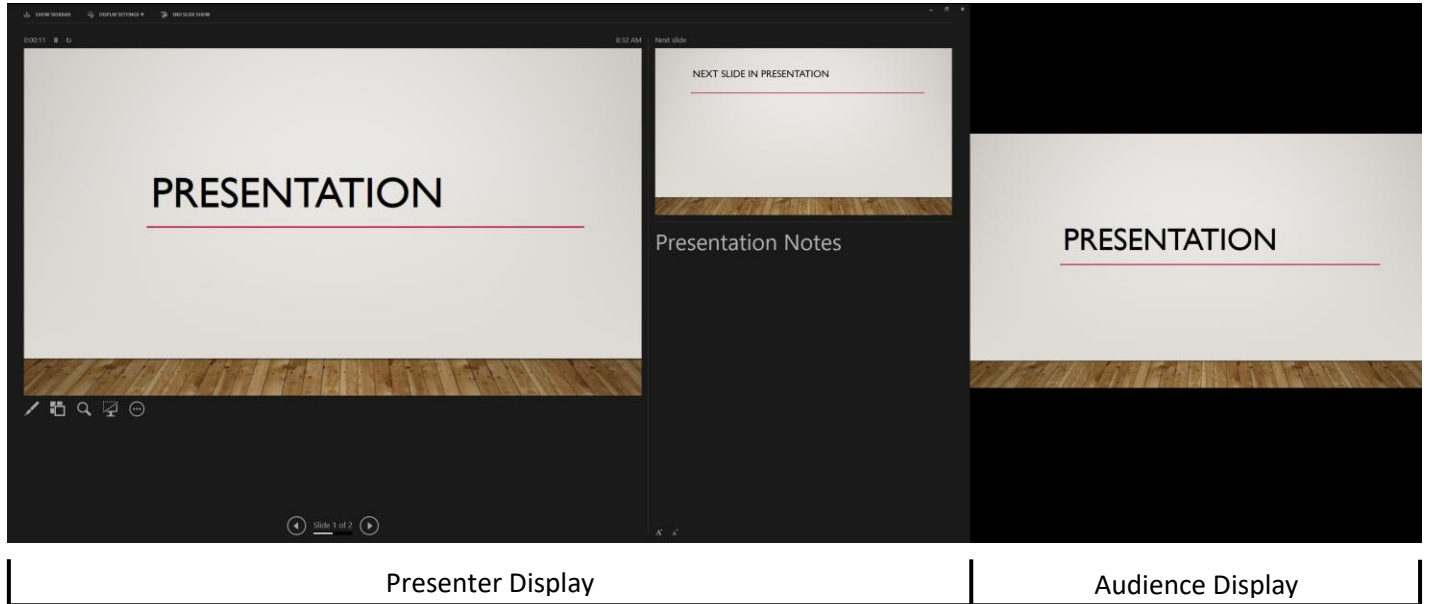 SHOW TASKBAR DISPLAY SETTINGS ▼ END SLIDE SHOW
0:00:11 8:32 AM
PRESENTATION
Slide 1 of 2
Next slide
NEXT SLIDE IN PRESENTATION
Presentation Notes
A A
PRESENTATION
Presenter Display
Audience Display